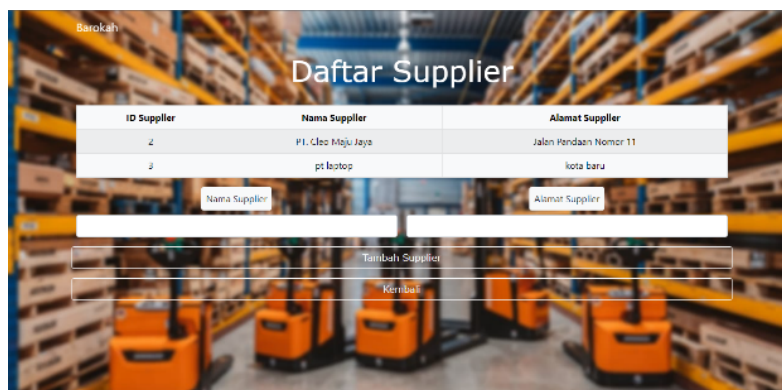 Barokah
Daftar Supplier
ID Supplier Nama Supplier Alamat Supplier
2 PT. Cleo Maju Jaya Jalan Pandaan Nomor 11
3 pt laptop kota baru
Nama Supplier Alamat Supplier
Tambah Supplier
Kembali